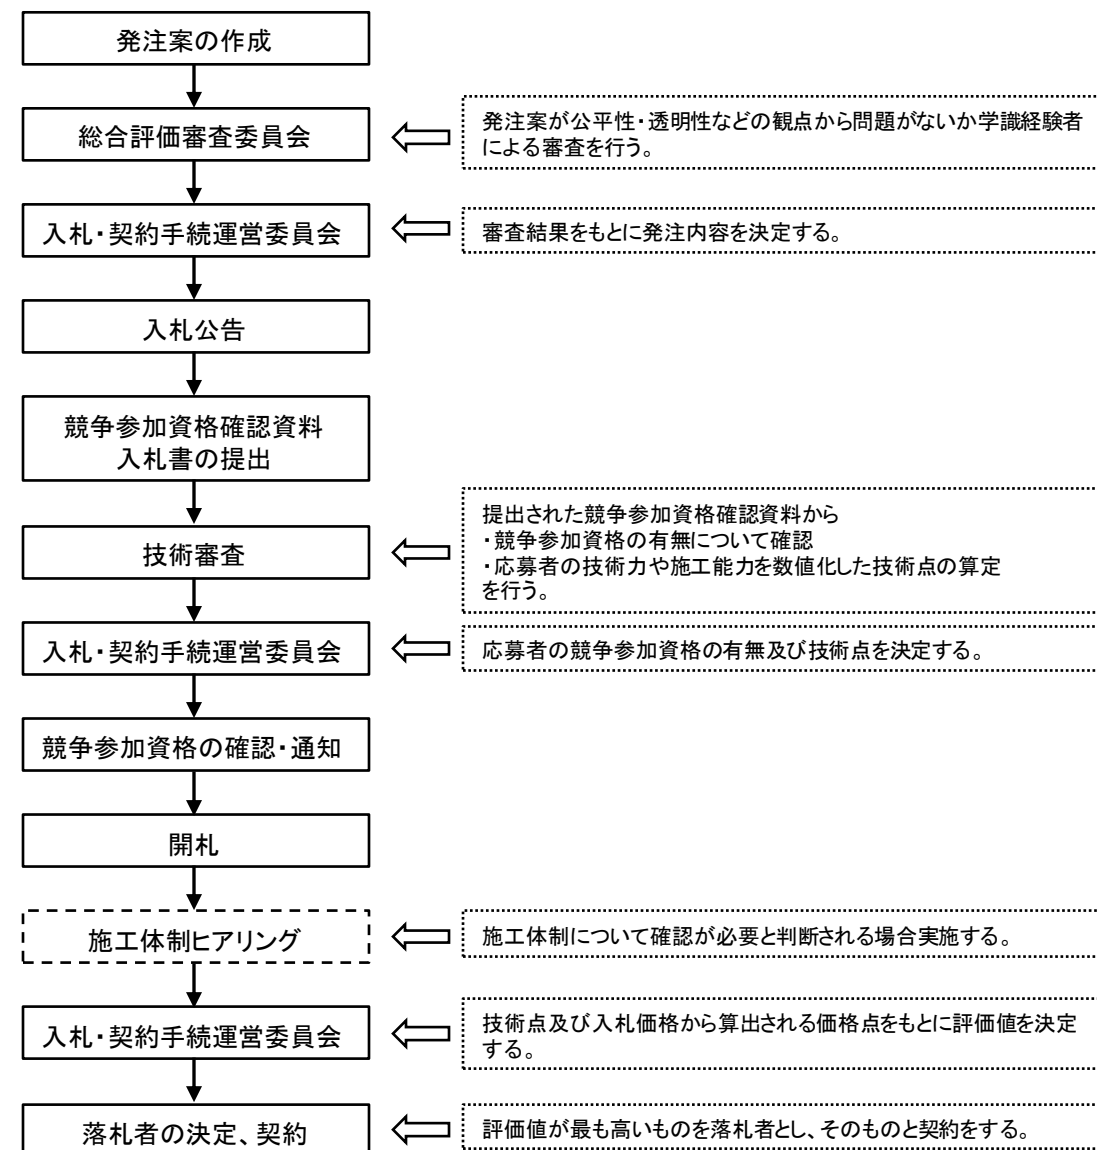 発注案の作成
総合評価審査委員会
発注案が公平性・透明性などの観点から問題がないか学識経験者
による審査を行う。
入札・契約手続運営委員会
審査結果をもとに発注内容を決定する。
入札公告
競争参加資格確認資料
入札書の提出
技術審査
提出された競争参加資格確認資料から
・競争参加資格の有無について確認
・応募者の技術力や施工能力を数値化した技術点の算定
を行う。
入札・契約手続運営委員会
応募者の競争参加資格の有無及び技術点を決定する。
競争参加資格の確認・通知
開札
施工体制ヒアリング
施工体制について確認が必要と判断される場合実施する。
入札・契約手続運営委員会
技術点及び入札価格から算出される価格点をもとに評価値を決定
する。
落札者の決定、契約
評価値が最も高いものを落札者とし、そのものと契約をする。